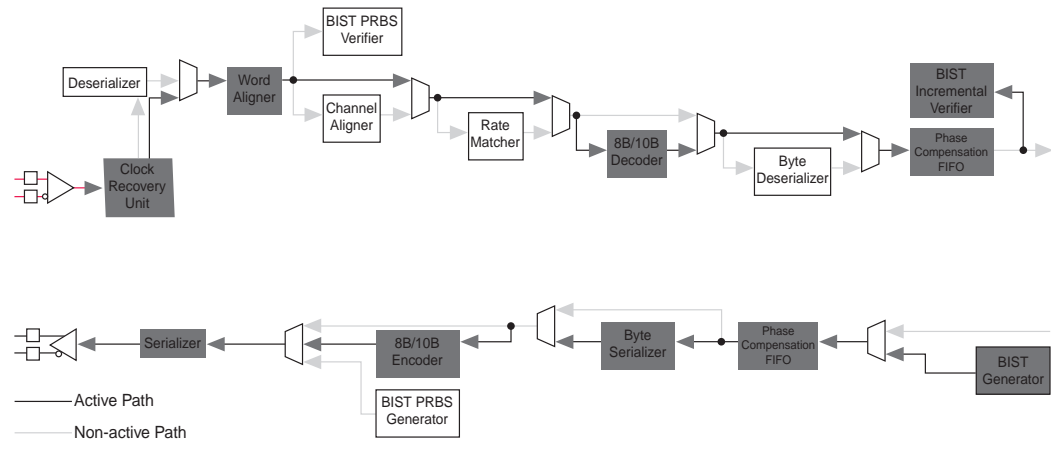 BIST PRBS
Verifier
Deserializer
Word
Aligner
Channel
Aligner
Rate
Matcher
8B/10B
Decoder
Byte
Deserializer
BIST
Incremental
Verifier
Phase
Compensation
FIFO
Clock
Recovery
Unit
Serializer
8B/10B
Encoder
BIST PRBS
Generator
Byte
Serializer
Phase
Compensation
FIFO
BIST
Generator
Active Path
Non-active Path